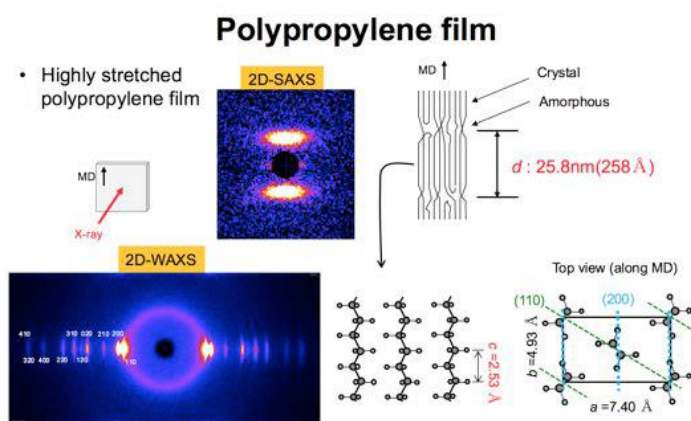 Polypropylene film
• Highly stretched
polypropylene film
2D-SAXS
MD
Crystal
Amorphous
d : 25.8nm(258 Å)
MD
X-ray
2D-WAXS
410
310 020
210 200
320 400
220 120
110
c =2.53 Å
Top view (along MD)
(110)
(200)
b =4.93 Å
a =7.40 Å